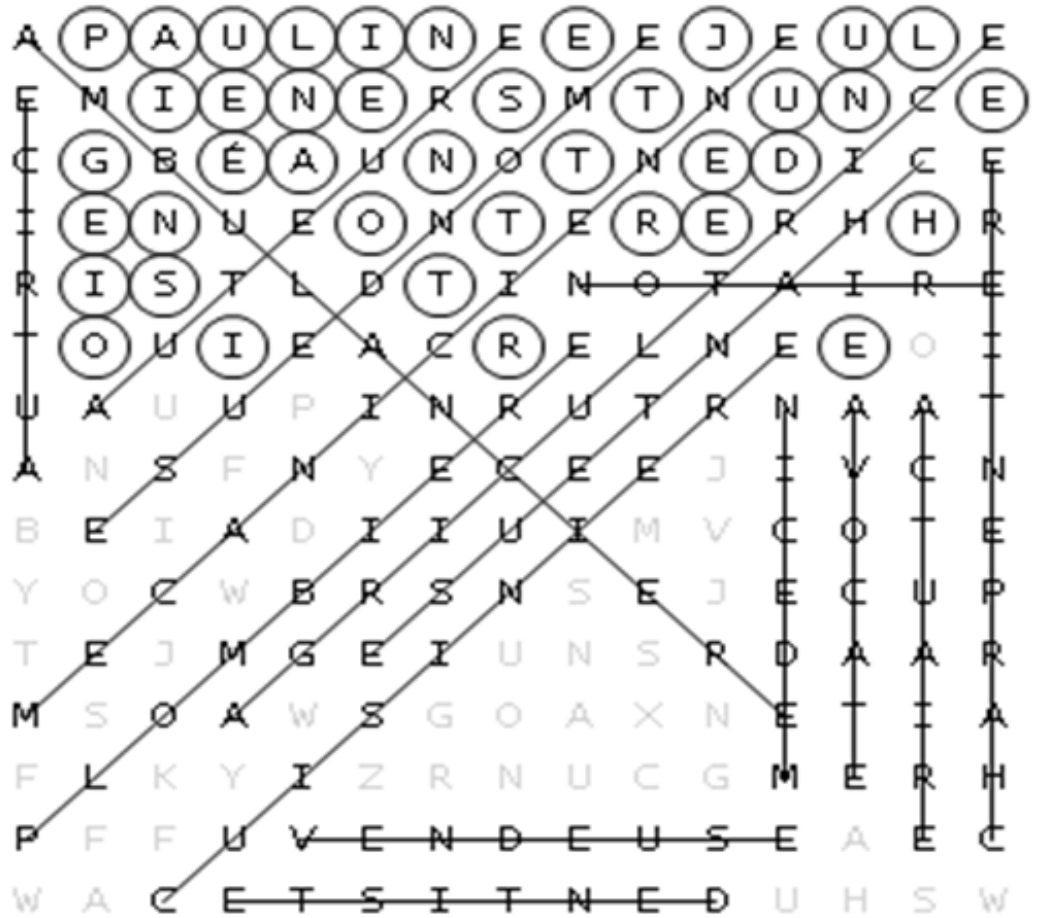 A P A U L I N E E E J E U L E
E M I E N E R S M T N U N C E
C G B É A U N O T N E D I C E
I E N U E O N T E R E R H H R
R I S T L D T I N O T A I R E
T O U I E A C R E L N E E O I
U A U U P I N R U T R N A A T
A N S F N Y E C E E J I V C N
B E I A D I I U I M V C O T E
Y O C W B R S N S E J E C U P
T E J M G E I U N S R D A A R
M S O A W S G O A X N E T I A
F L K Y I Z R N U C G M E R H
P F F U V E N D E U S E A E C
W A C E T S I T N E D U H S W